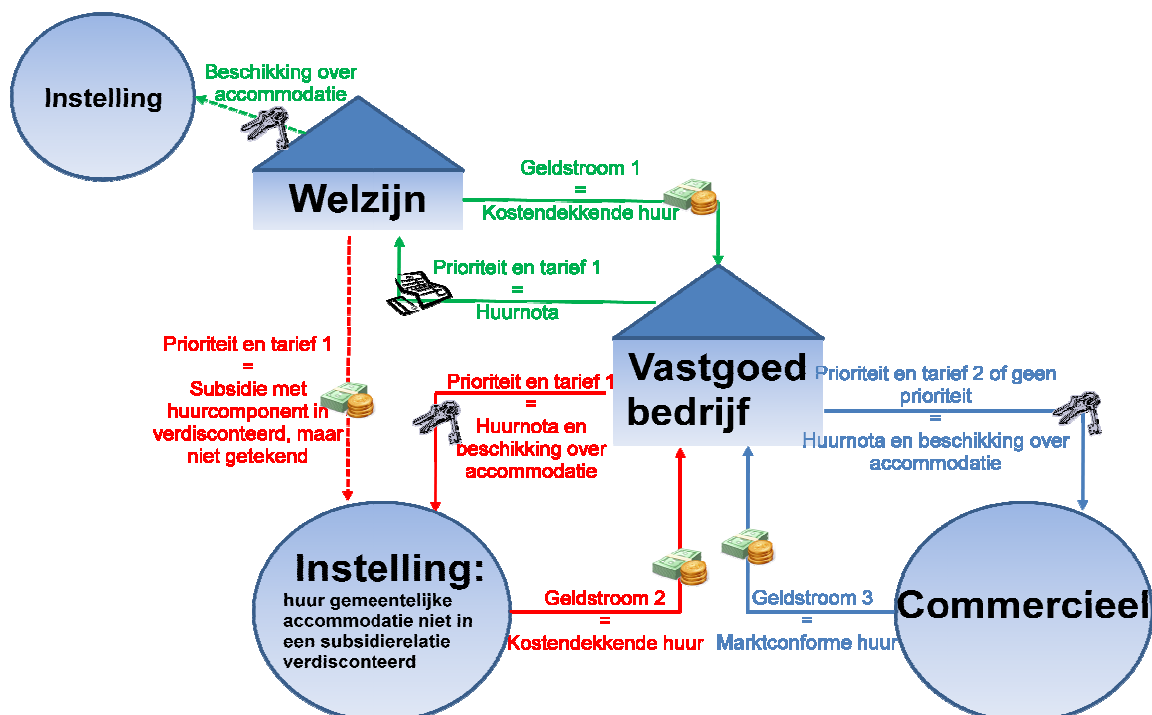 Instelling
Beschikking over
accommodatie
Welzijn
Geldstroom 1
=
Kostendekkende huur
Prioriteit en tarief 1
=
Huurnota
Vastgoed
bedrijf
Prioriteit en tarief 1
=
Subsidie met
huurcomponent in
verdisconteerd, maar
niet getekend
Prioriteit en tarief 1
=
Huurnota en
beschikking over
accommodatie
Prioriteit en tarief 2 of geen
prioriteit
=
Huurnota en beschikking over
accommodatie
Instelling:
huur gemeentelijke
accommodatie niet in
een subsidierelatie
verdisconteerd
Geldstroom 2
=
Kostendekkende huur
Geldstroom 3
=
Marktconforme huur
Commercieel